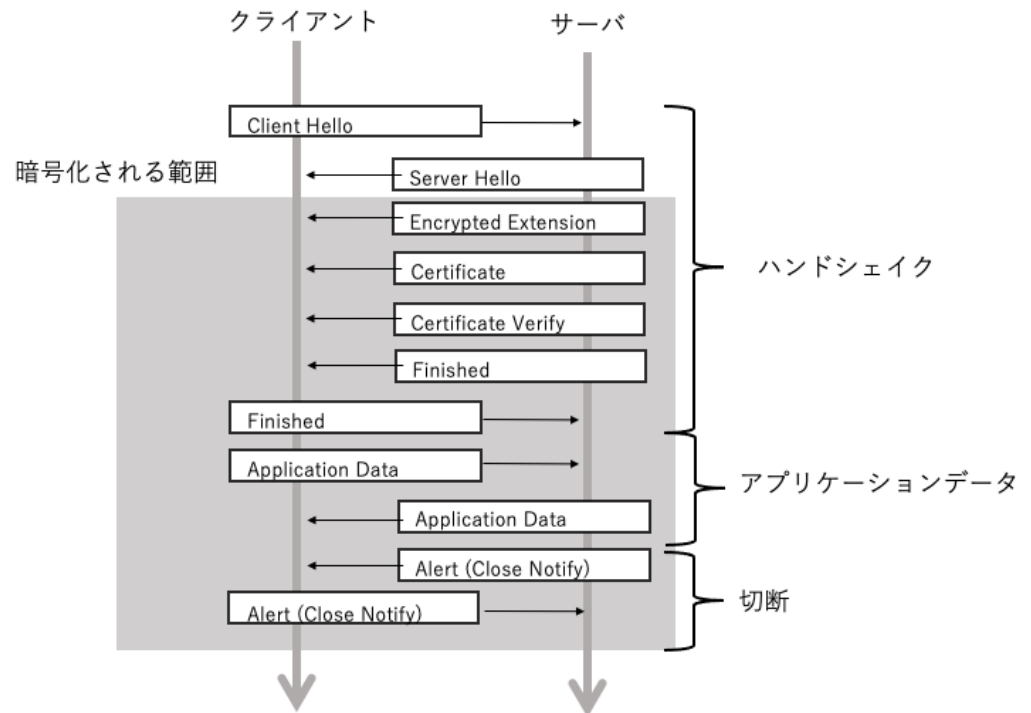 クライアント
サーバ
Client Hello
暗号化される範囲
Server Hello
Encrypted Extension
Certificate
ハンドシェイク
Certificate Verify
Finished
Finished
Application Data
アプリケーションデータ
Application Data
Alert (Close Notify)
切断
Alert (Close Notify)